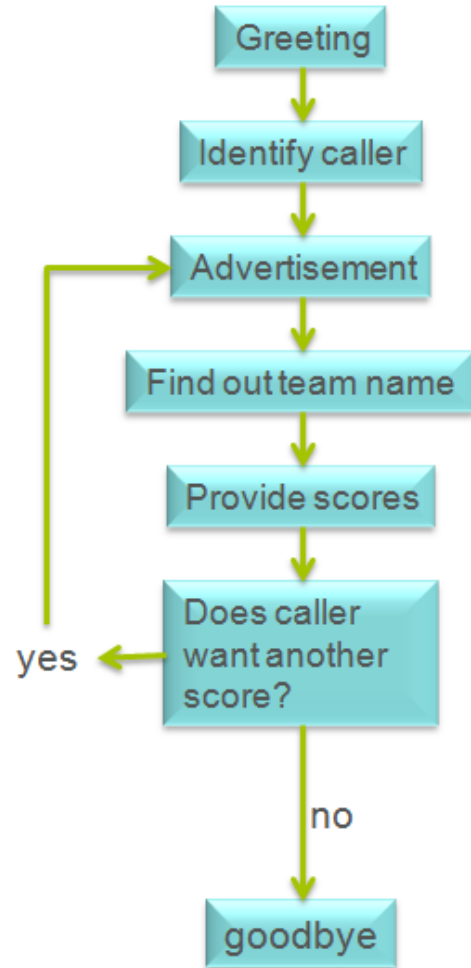 Greeting
Identify caller
Advertisement
Find out team name
Provide scores
Does caller
want another
score?
yes
no
goodbye